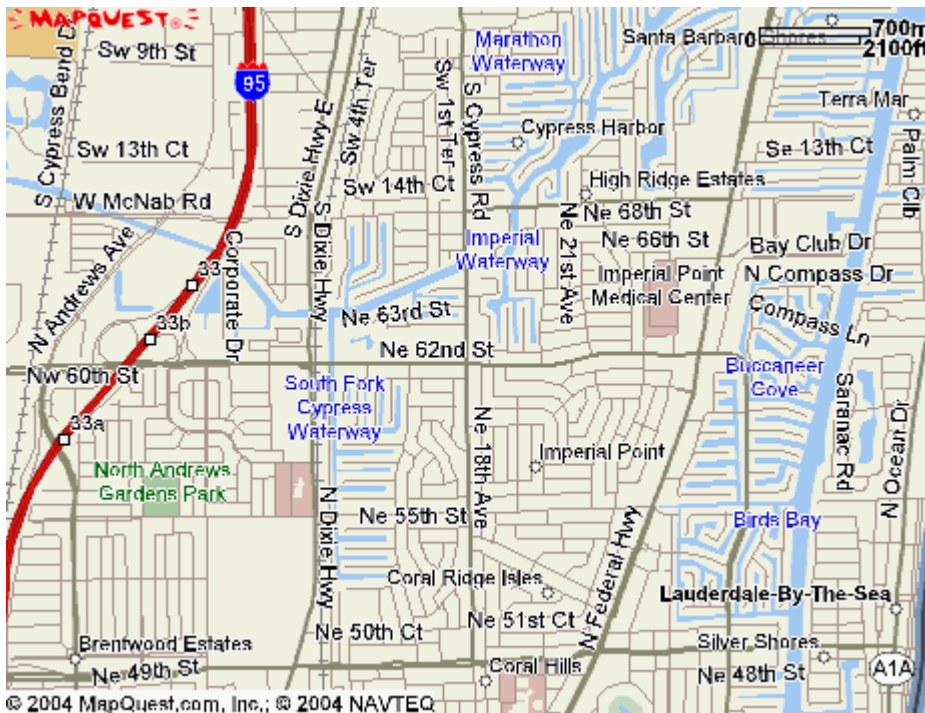 MAPQUEST®
700m
0
2100ft
Santa Barbara Shores
Marathon
Waterway
Sw 9th St
S Cypress Bend Dr
95
Sw 4th Ter
Sw 1st Ter
S Cypress Rd
Terra Mar
Cypress Harbor
S Dixie Hwy E
Sw 13th Ct
Se 13th Ct
Palm Clb
Sw 14th Ct
High Ridge Estates
W McNab Rd
S Dixie Hwy
Ne 68th St
Imperial
Waterway
Ne 21st Ave
Ne 66th St
Bay Club Dr
N Andrews Ave
Corporate Dr
33
Imperial Point
Medical Center
N Compass Dr
Compass Ln
33b
Ne 63rd St
Ne 62nd St
Nw 60th St
South Fork
Cypress
Waterway
Buccaneer
Cove
Saranac Rd
N Ocean Dr
33a
Ne 18th Ave
Imperial Point
North Andrews
Gardens Park
N Dixie Hwy
Ne 55th St
N Federal Hwy
Birds Bay
Coral Ridge Isles
Lauderdale-By-The-Sea
Ne 50th Ct
Ne 51st Ct
Brentwood Estates
Silver Shores
Ne 49th St
Coral Hills
Ne 48th St
A1A
© 2004 MapQuest.com, Inc.; © 2004 NAVTEQ